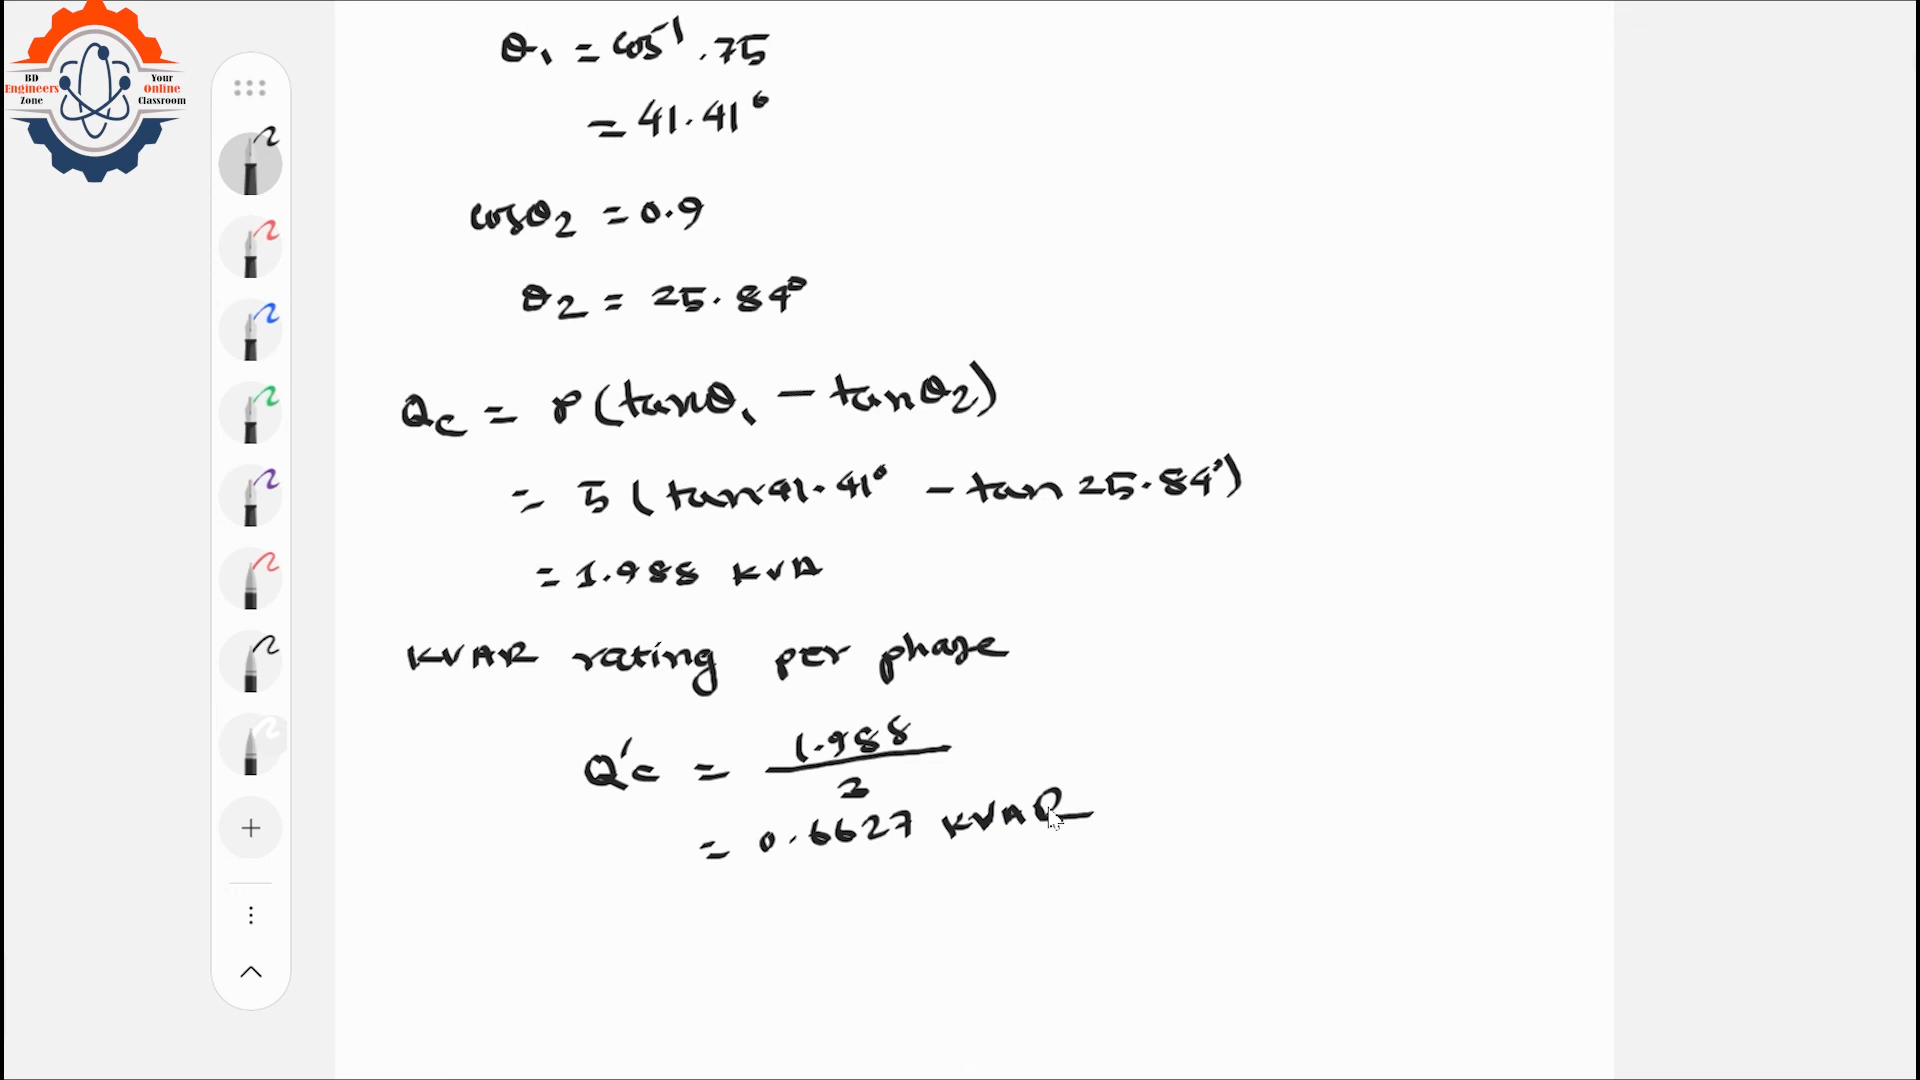 BD Engineers Zone
Your Online Classroom
θ₁ = cos⁻¹ .75
= 41.41°
cosθ₂ = 0.9
θ₂ = 25.84°
Qc = P(tanθ₁ − tanθ₂)
= 5 (tan41.41° − tan 25.84°)
= 1.988 KVA
KVAR rating per phase
Q'c = 1.988 / 3
= 0.6627 KVAR